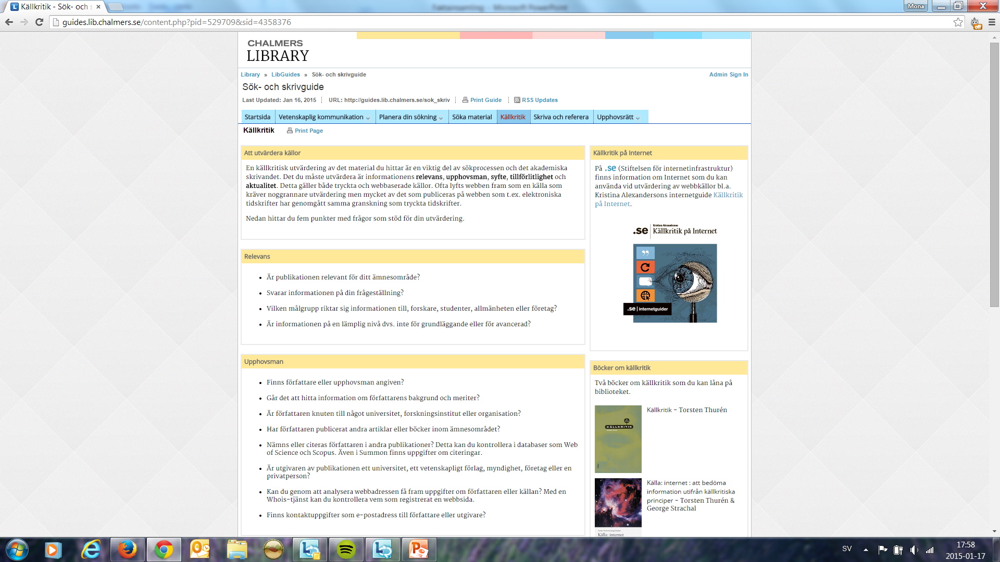 Källkritik - Sök- och s
Mona
guides.lib.chalmers.se/content.php?pid=529709&sid=4358376
off
CHALMERS
LIBRARY
Library » LibGuides » Sök- och skrivguide
Admin Sign In
Sök- och skrivguide
Last Updated: Jan 16, 2015 URL: http://guides.lib.chalmers.se/sok_skriv Print Guide RSS Updates
Startsida Vetenskaplig kommunikation Planera din sökning Söka material Källkritik Skriva och referera Upphovsrätt
Källkritik Print Page
Att utvärdera källor
En källkritisk utvärdering av det material du hittar är en viktig del av sökprocessen och det akademiska
skrivandet. Det du måste utvärdera är informationens relevans, upphovsman, syfte, tillförlitlighet och
aktualitet. Detta gäller både tryckta och webbaserade källor. Ofta lyfts webben fram som en källa som
kräver noggrannare utvärdering men mycket av det som publiceras på webben som t.ex. elektroniska
tidskrifter har genomgått samma granskning som tryckta tidskrifter.
Nedan hittar du fem punkter med frågor som stöd för din utvärdering.
Relevans
Är publikationen relevant för ditt ämnesområde?
Svarar informationen på din frågeställning?
Vilken målgrupp riktar sig informationen till, forskare, studenter, allmänheten eller företag?
Är informationen på en lämplig nivå dvs. inte för grundläggande eller för avancerad?
Upphovsman
Finns författare eller upphovsman angiven?
Går det att hitta information om författarens bakgrund och meriter?
Är författaren knuten till något universitet, forskningsinstitut eller organisation?
Har författaren publicerat andra artiklar eller böcker inom ämnesområdet?
Nämns eller citeras författaren i andra publikationer? Detta kan du kontrollera i databaser som Web
of Science och Scopus. Även i Summon finns uppgifter om citeringar.
Är utgivaren av publikationen ett universitet, ett vetenskapligt förlag, myndighet, företag eller en
privatperson?
Kan du genom att analysera webbadressen få fram uppgifter om författaren eller källan? Med en
Whois-tjänst kan du kontrollera vem som registrerat en webbsida.
Finns kontaktuppgifter som e-postadress till författare eller utgivare?
Källkritik på Internet
På .se (Stiftelsen för internetinfrastruktur)
finns information om Internet som du kan
använda vid utvärdering av webbkällor bl.a.
Kristina Alexandersons internetguide Källkritik
på Internet.
Kristina Alexanderson
.se Källkritik på Internet
.se | internetguider
Böcker om källkritik
Två böcker om källkritik som du kan låna på
biblioteket.
KÄLLKRITIK
Källkritik - Torsten Thurén
Källa: internet : att bedöma
information utifrån källkritiska
principer - Torsten Thurén &
George Strachal
Källa: internet
SV
17:58
2015-01-17